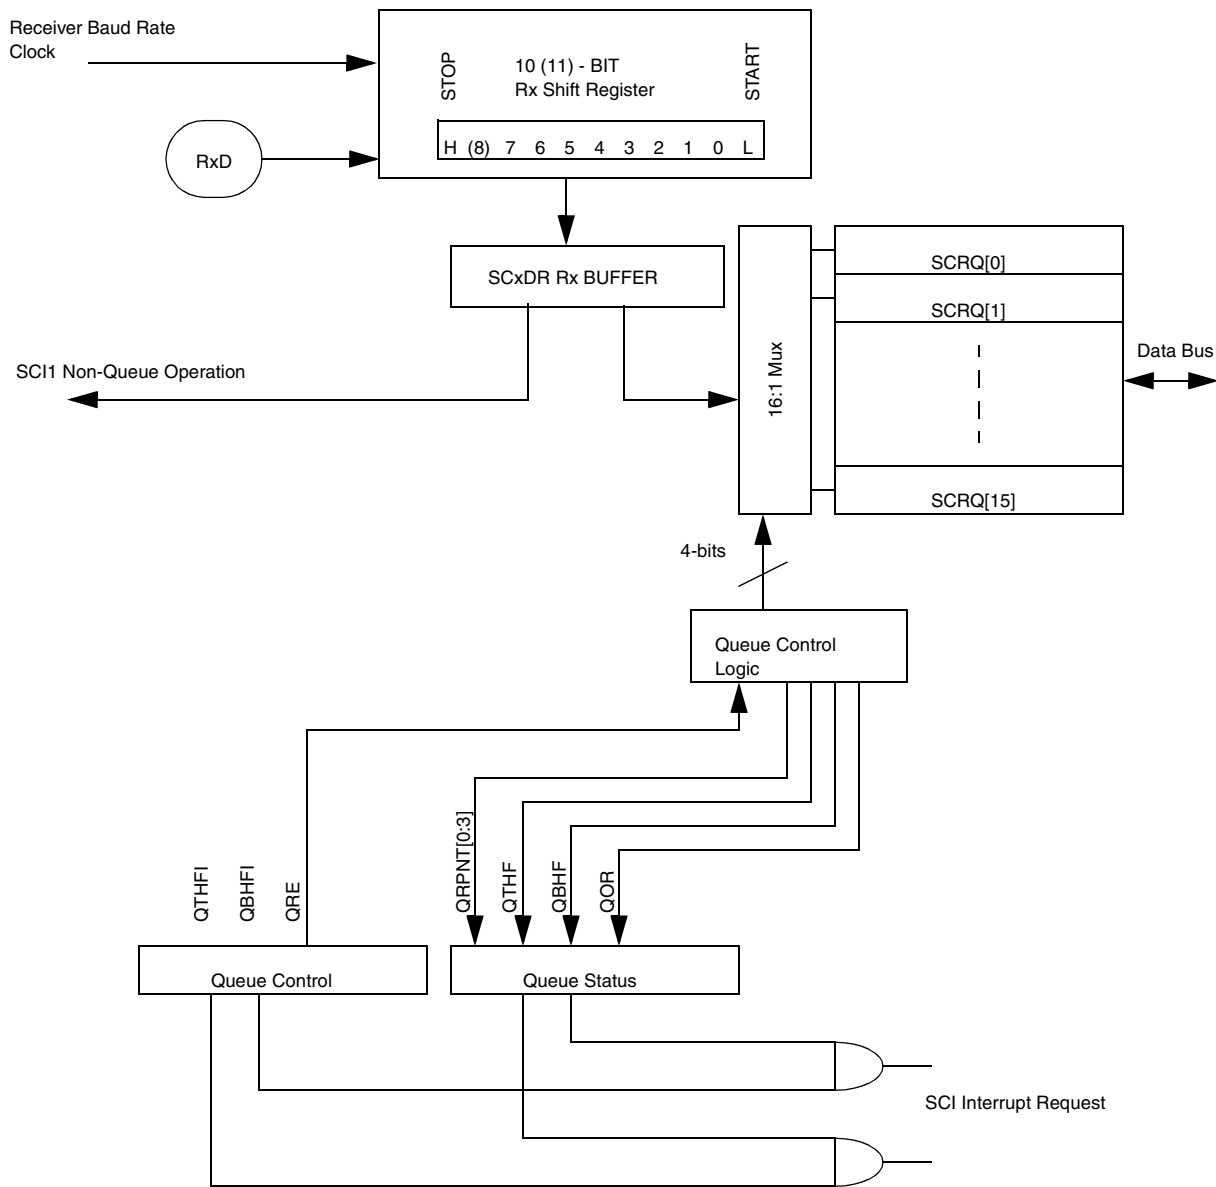 Receiver Baud Rate
Clock
STOP
10 (11) - BIT
Rx Shift Register
START
H (8) 7 6 5 4 3 2 1 0 L
RxD
SCxDR Rx BUFFER
SCI1 Non-Queue Operation
16:1 Mux
SCRQ[0]
SCRQ[1]
SCRQ[15]
Data Bus
4-bits
Queue Control
Logic
QTHFI
QBHFI
QRE
QRPNT[0:3]
QTHF
QBHF
QOR
Queue Control
Queue Status
SCI Interrupt Request